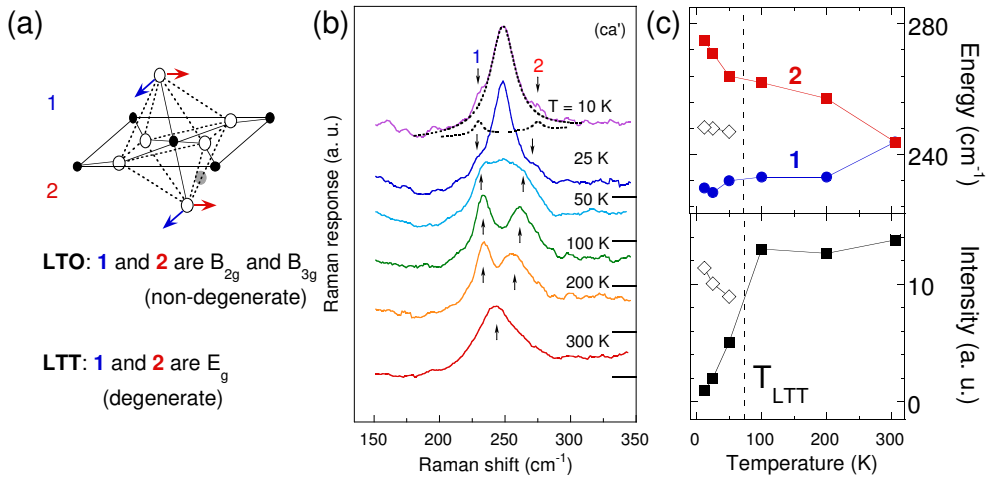 (a)
1
2
LTO: 1 and 2 are B2g and B3g
(non-degenerate)
LTT: 1 and 2 are Eg
(degenerate)
(b)
(ca')
1
2
T = 10 K
25 K
50 K
100 K
200 K
300 K
Raman response (a. u.)
150 200 250 300 350
Raman shift (cm-1)
(c)
280
240
Energy (cm-1)
2
1
10
0
Intensity (a. u.)
TLTT
0 100 200 300
Temperature (K)